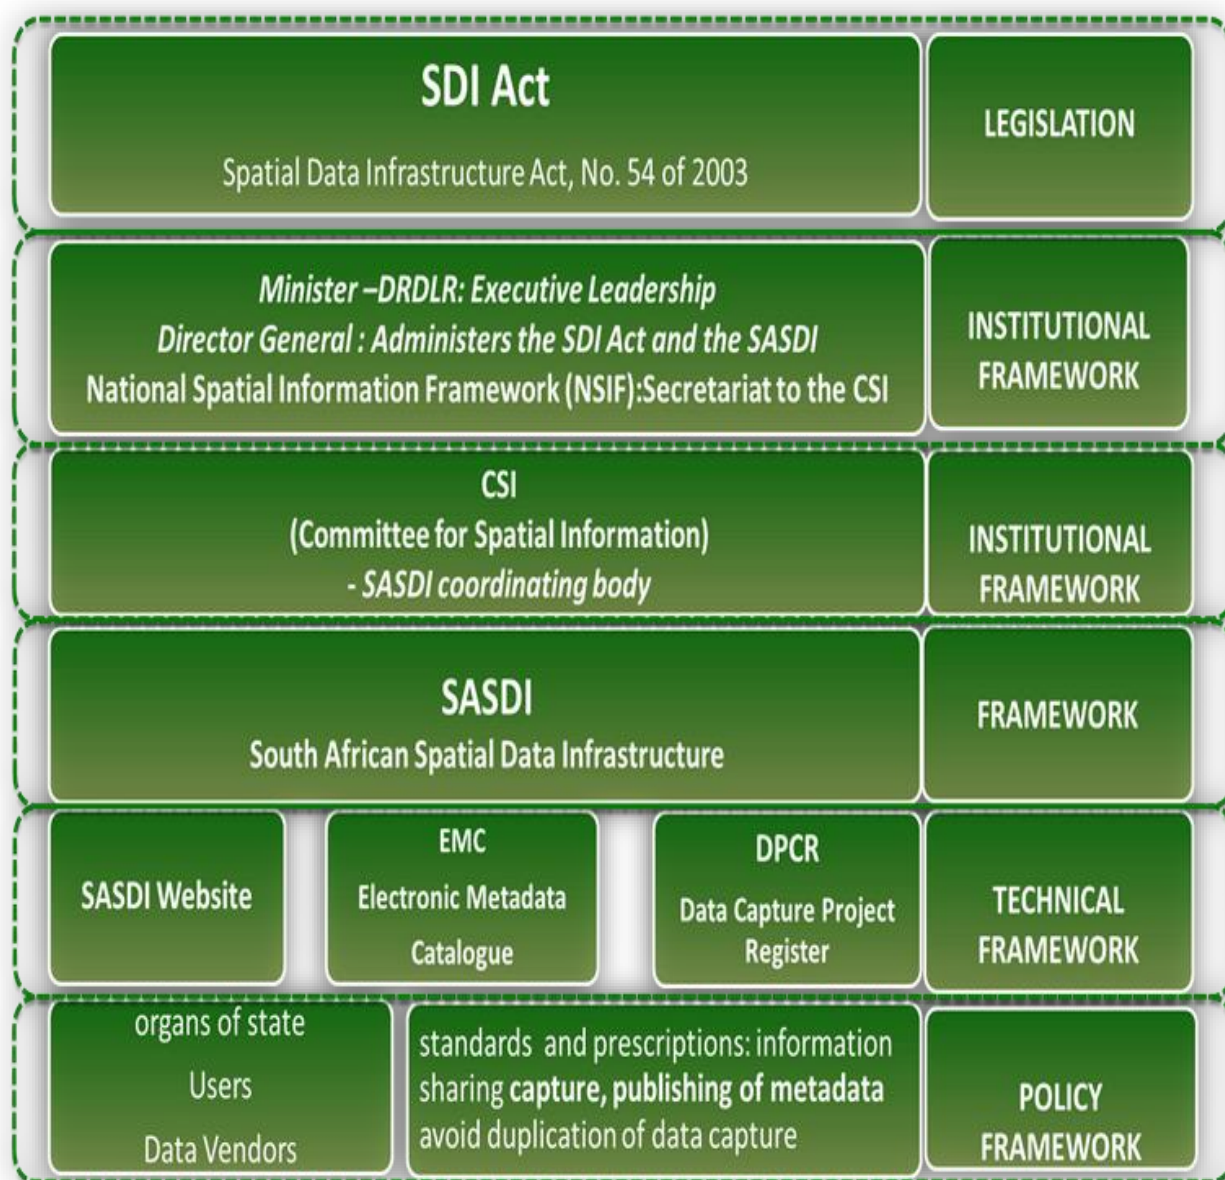 SDI Act
Spatial Data Infrastructure Act, No. 54 of 2003
LEGISLATION
Minister –DRDLR: Executive Leadership
Director General : Administers the SDI Act and the SASDI
National Spatial Information Framework (NSIF):Secretariat to the CSI
INSTITUTIONAL
FRAMEWORK
CSI
(Committee for Spatial Information)
- SASDI coordinating body
INSTITUTIONAL
FRAMEWORK
SASDI
South African Spatial Data Infrastructure
FRAMEWORK
SASDI Website
EMC
Electronic Metadata
Catalogue
DPCR
Data Capture Project
Register
TECHNICAL
FRAMEWORK
organs of state
Users
Data Vendors
standards and prescriptions: information
sharing capture, publishing of metadata
avoid duplication of data capture
POLICY
FRAMEWORK